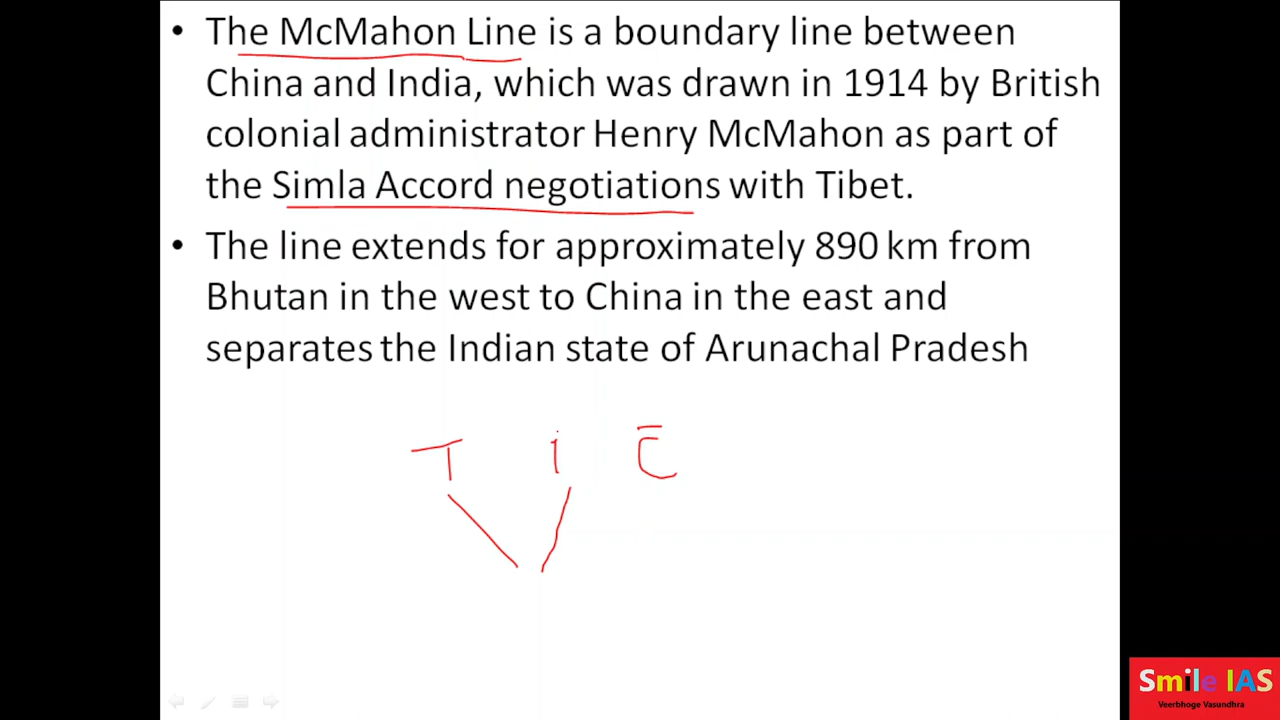 • The McMahon Line is a boundary line between
China and India, which was drawn in 1914 by British
colonial administrator Henry McMahon as part of
the Simla Accord negotiations with Tibet.
• The line extends for approximately 890 km from
Bhutan in the west to China in the east and
separates the Indian state of Arunachal Pradesh
T i C
Smile IAS
Veerbhoge Vasundhra